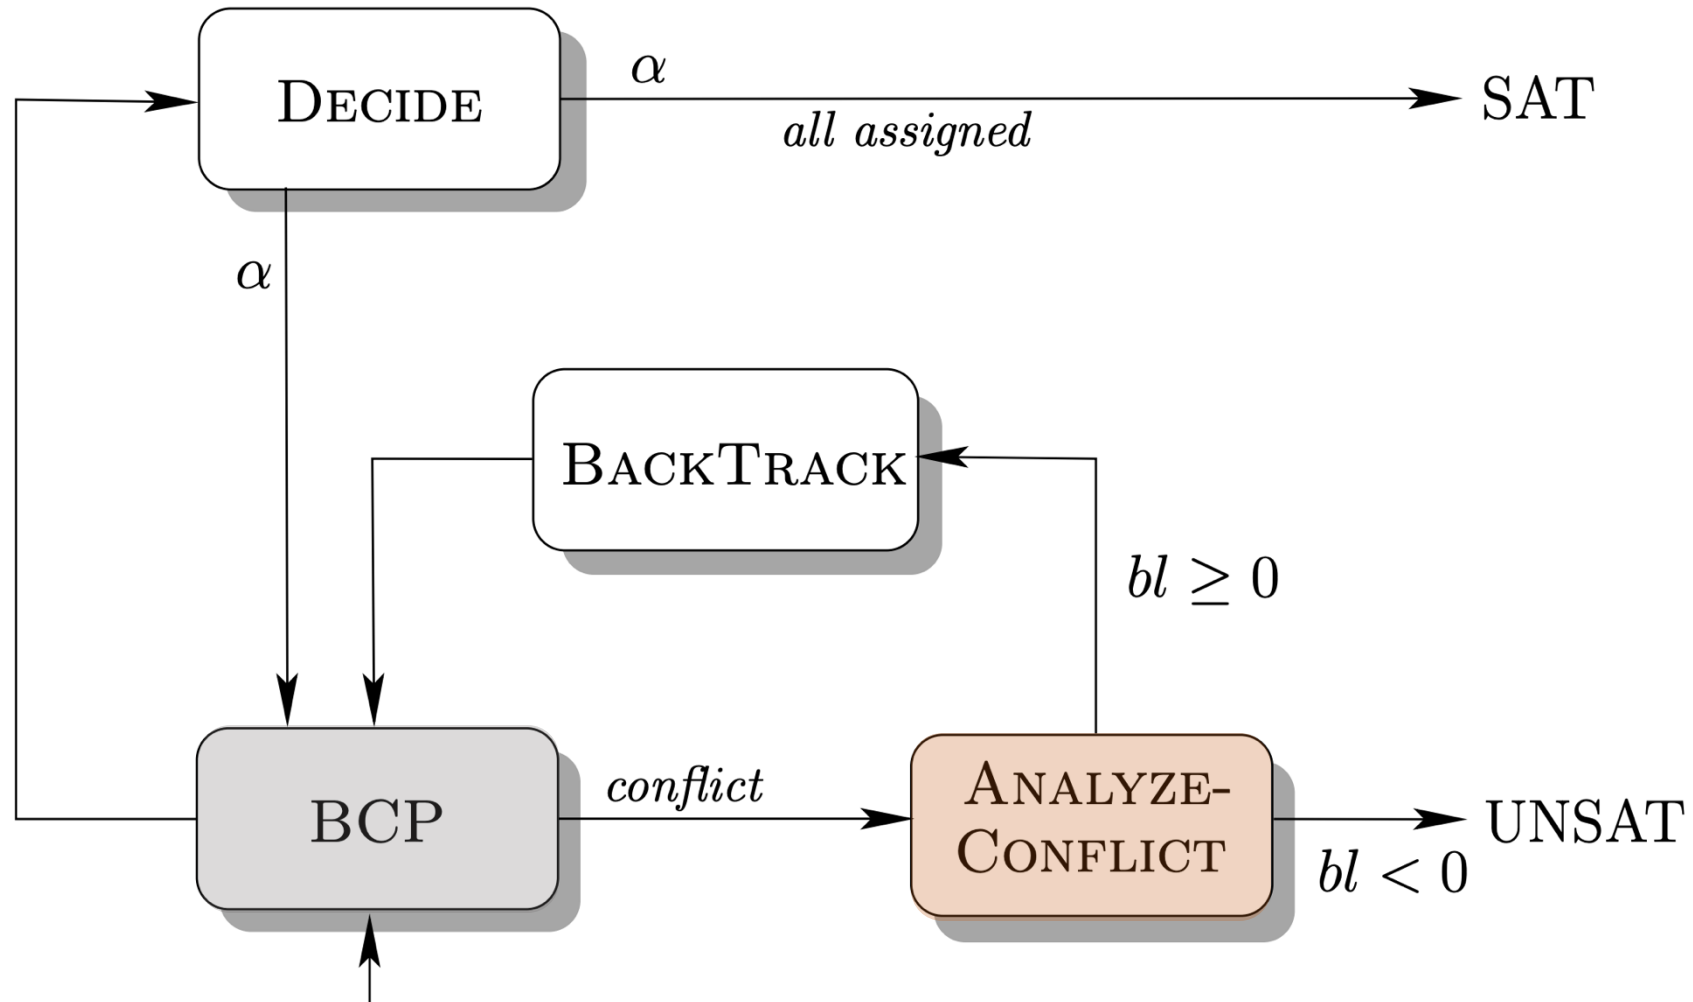 DECIDE
α
all assigned
SAT
α
BACKTRACK
bl ≥ 0
BCP
conflict
ANALYZE-
CONFLICT
UNSAT
bl < 0